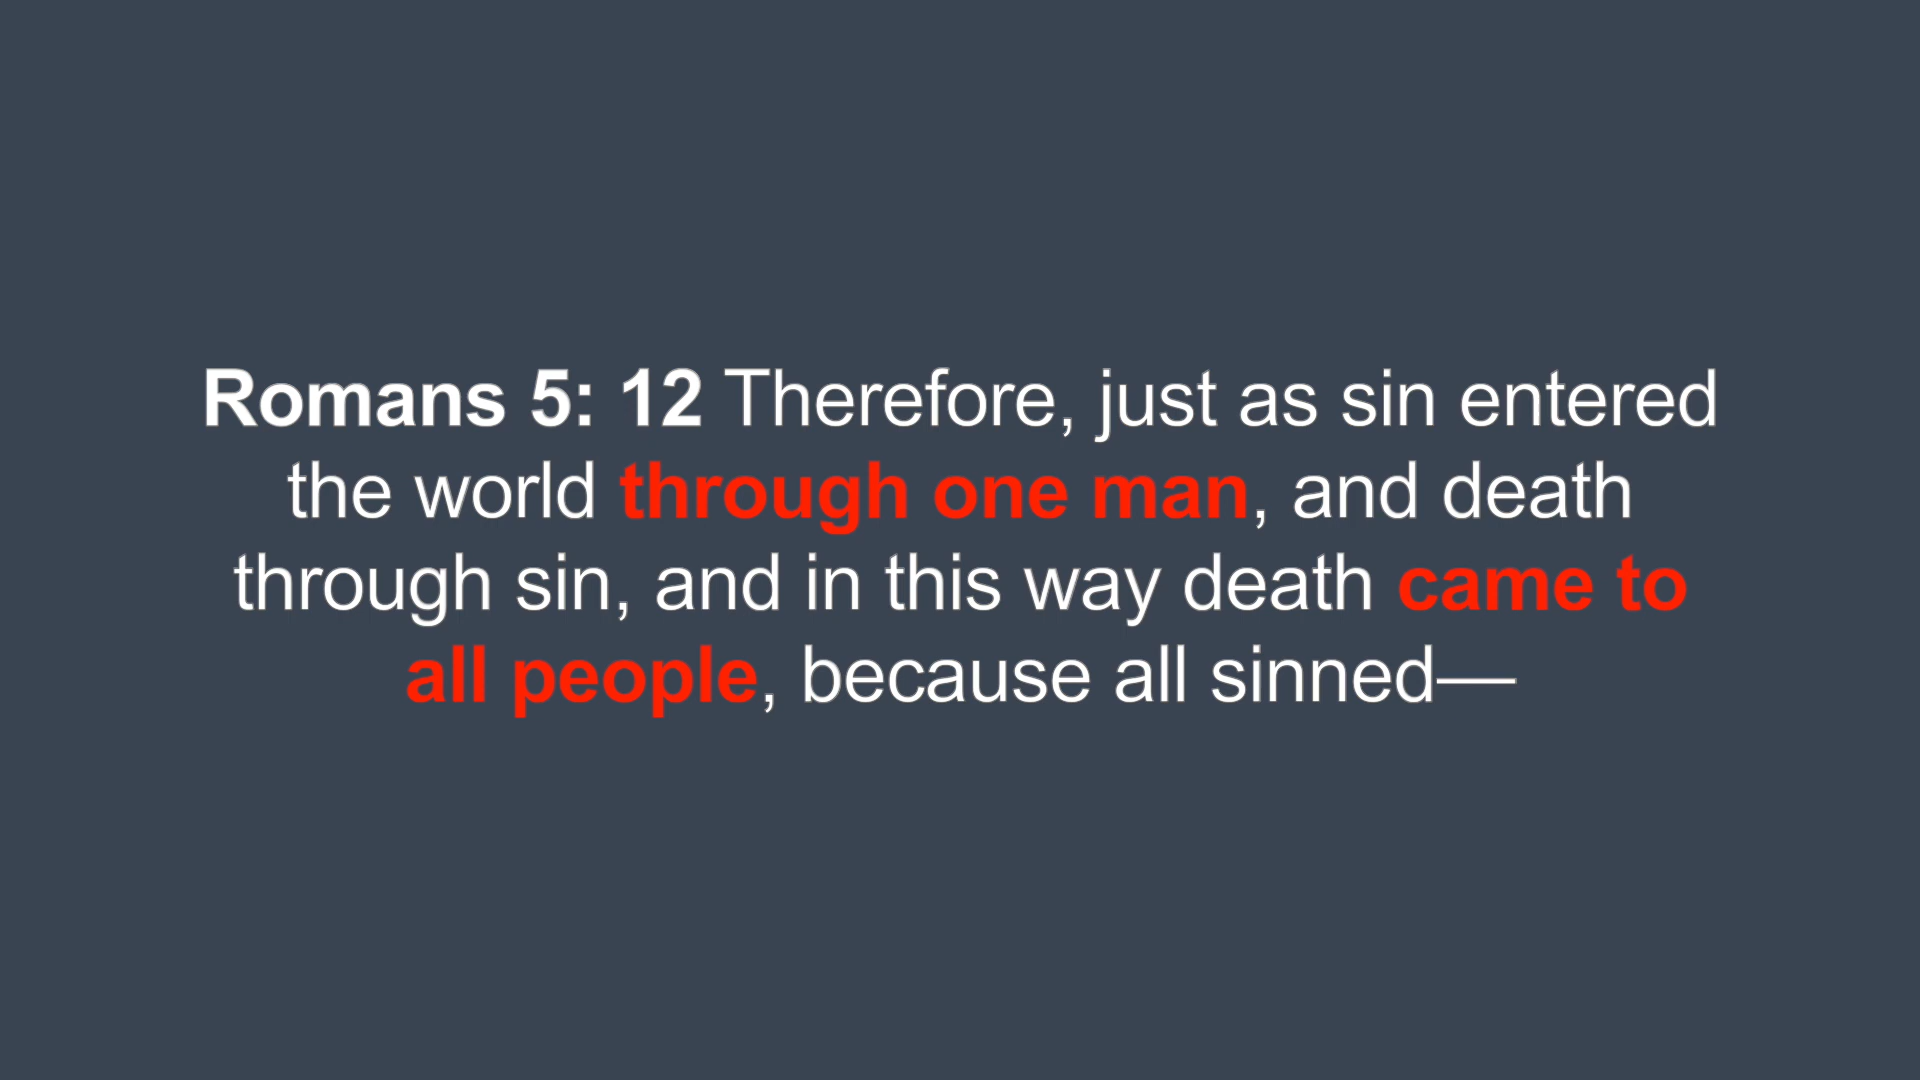 Romans 5: 12 Therefore, just as sin entered
the world through one man, and death
through sin, and in this way death came to
all people, because all sinned—